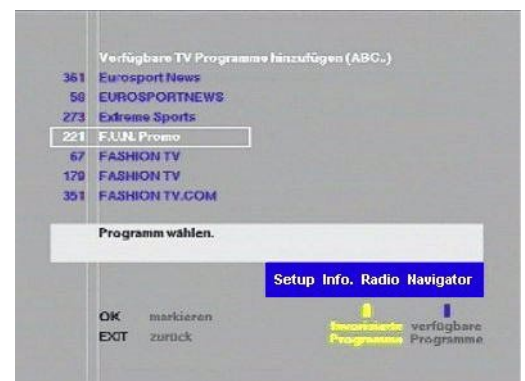 Verfügbare TV Programme hinzufügen (ABC..)
361 Eurosport News
58 EUROSPORTNEWS
273 Extreme Sports
221 F.U.N. Promo
67 FASHION TV
179 FASHION TV
351 FASHION TV.COM
Programm wählen.
Setup Info. Radio Navigator
OK markieren
EXIT zurück
Favorisierte Programme
verfügbare Programme